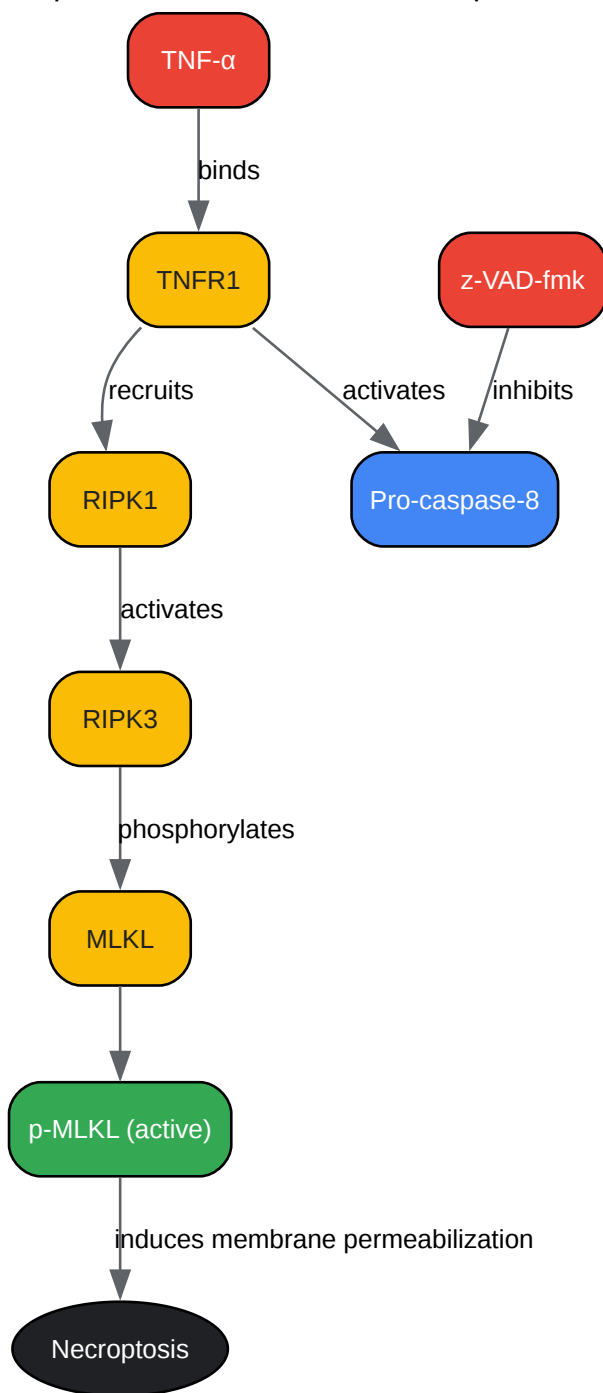 TNF-α
binds
TNFR1
z-VAD-fmk
recruits
activates
inhibits
RIPK1
Pro-caspase-8
activates
RIPK3
phosphorylates
MLKL
p-MLKL (active)
induces membrane permeabilization
Necroptosis